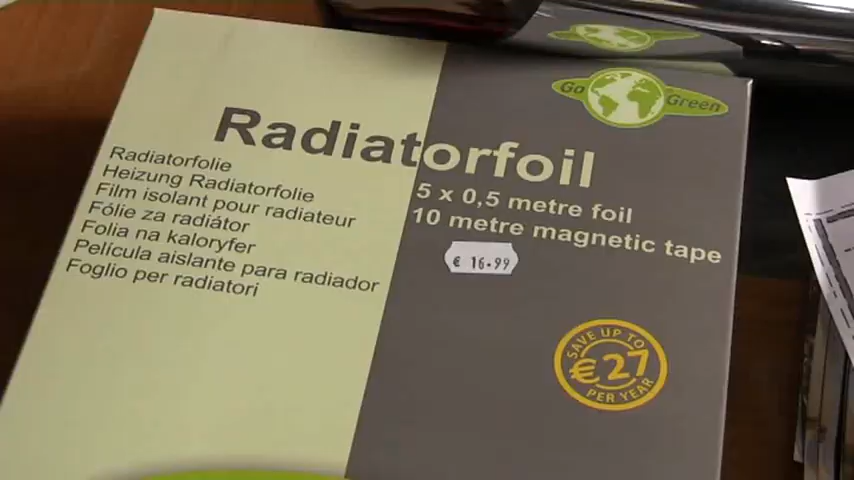 Go Green
Radiatorfoil
Radiatorfolie
Heizung Radiatorfolie
Film isolant pour radiateur
Fólie za radiátor
Folia na kaloryfer
Película aislante para radiador
Foglio per radiatori
5 x 0,5 metre foil
10 metre magnetic tape
€ 16.99
SAVE UP TO
€27
PER YEAR